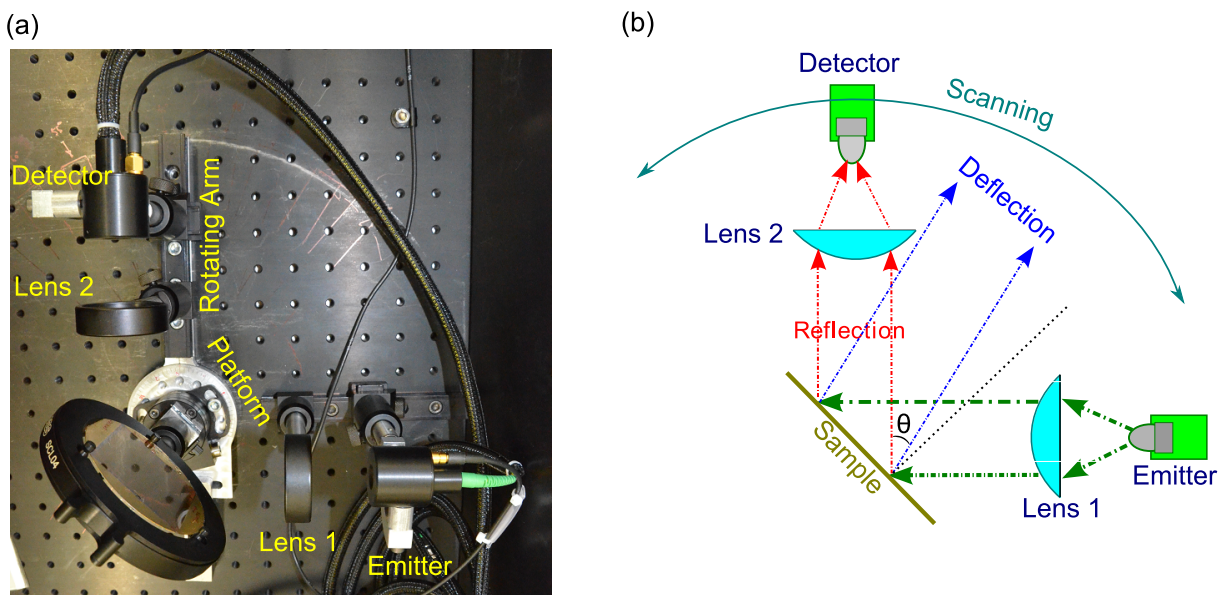 (a)
Detector
Lens 2
Rotating Arm
Platform
SCL04
Lens 1
Emitter
(b)
Detector
Scanning
Deflection
Lens 2
Reflection
θ
Sample
Lens 1
Emitter